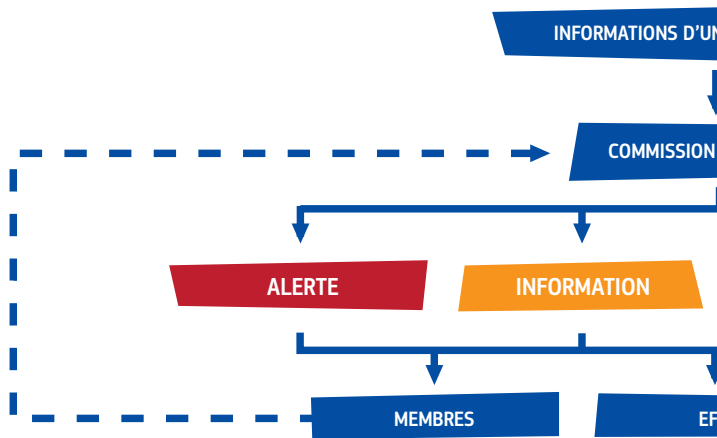 INFORMATIONS D'UN
COMMISSION
ALERTE
INFORMATION
MEMBRES
EF